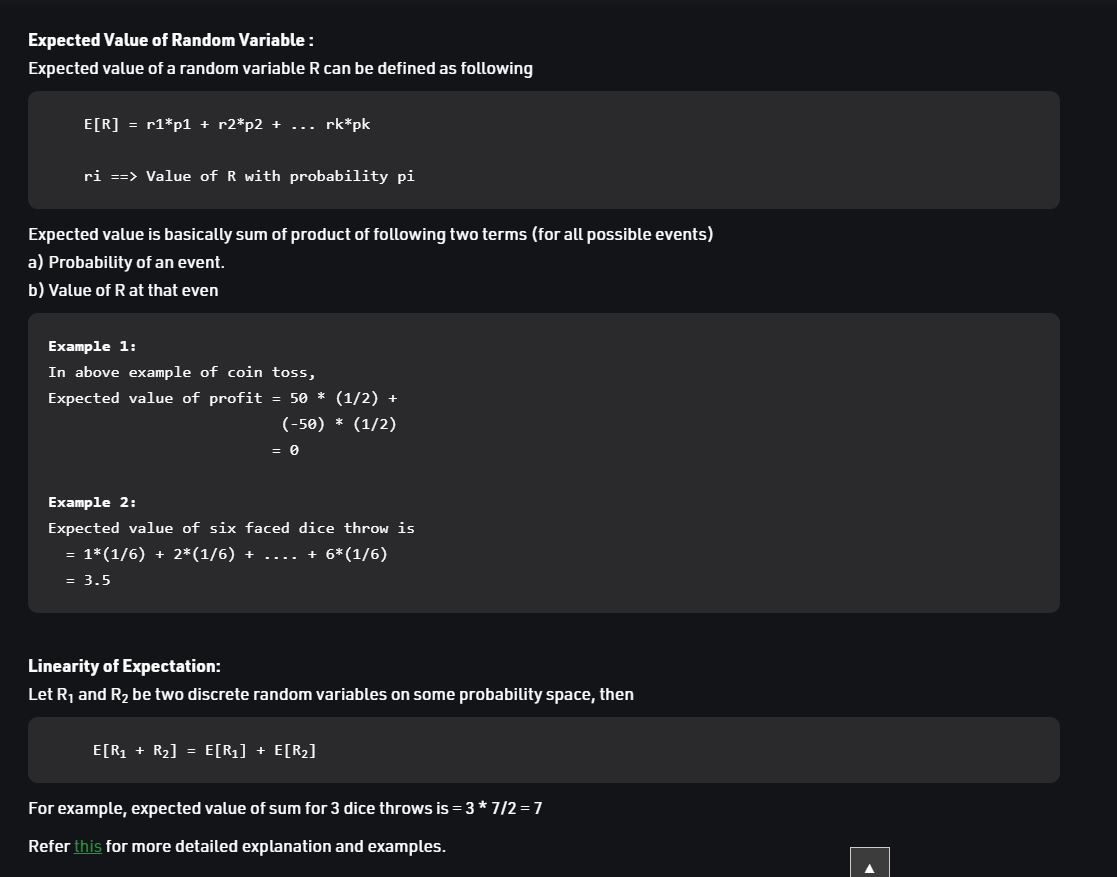 Expected Value of Random Variable :
Expected value of a random variable R can be defined as following
E[R] = r1*p1 + r2*p2 + ... rk*pk
ri ==> Value of R with probability pi
Expected value is basically sum of product of following two terms (for all possible events)
a) Probability of an event.
b) Value of R at that even
Example 1:
In above example of coin toss,
Expected value of profit = 50 * (1/2) +
(-50) * (1/2)
= 0
Example 2:
Expected value of six faced dice throw is
= 1*(1/6) + 2*(1/6) + .... + 6*(1/6)
= 3.5
Linearity of Expectation:
Let R₁ and R₂ be two discrete random variables on some probability space, then
E[R₁ + R₂] = E[R₁] + E[R₂]
For example, expected value of sum for 3 dice throws is = 3 * 7/2 = 7
Refer this for more detailed explanation and examples.